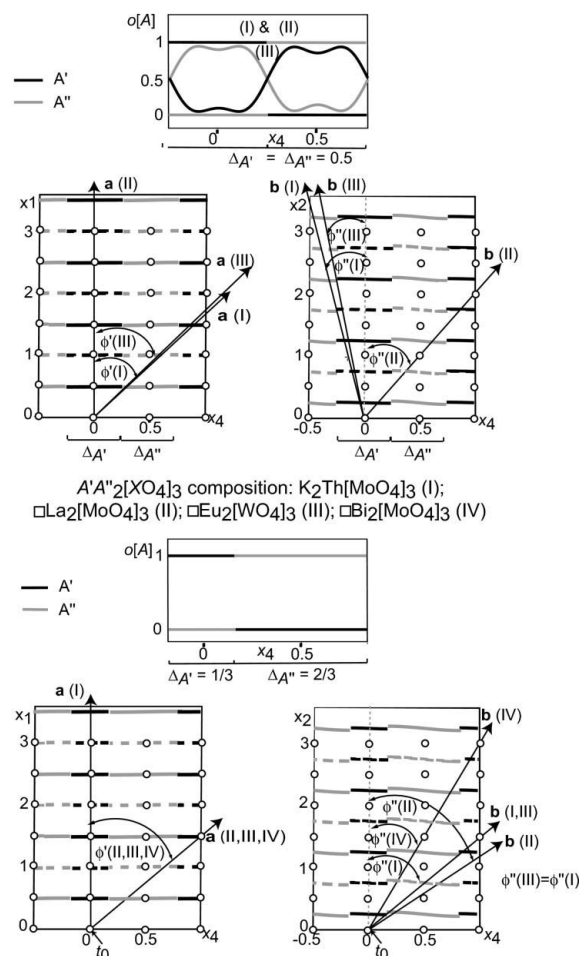 o[A]
(I) & (II)
(III)
1
0.5
0
A'
A''
0 x4 0.5
ΔA' = ΔA'' = 0.5
a (II)
x1
3
2
1
0
a (III)
a (I)
ϕ'(III)
ϕ'(I)
0 0.5 x4
ΔA' ΔA''
b (I) b (III)
x2
3
2
1
0
ϕ''(III)
ϕ''(I)
b (II)
ϕ''(II)
-0.5 0 0.5 x4
ΔA' ΔA''
A'A''2[XO4]3 composition: K2Th[MoO4]3 (I);
□La2[MoO4]3 (II); □Eu2[WO4]3 (III); □Bi2[MoO4]3 (IV)
o[A]
1
0
A'
A''
0 x4 0.5
ΔA' = 1/3 ΔA'' = 2/3
a (I)
x1
3
2
1
0
a (II,III,IV)
ϕ'(II,III,IV)
0 0.5 x4
t0
x2
3
2
1
0
b (IV)
ϕ''(II)
b (I,III)
ϕ''(IV)
b (II)
ϕ''(I)
ϕ''(III)=ϕ''(I)
-0.5 0 0.5 x4
t0